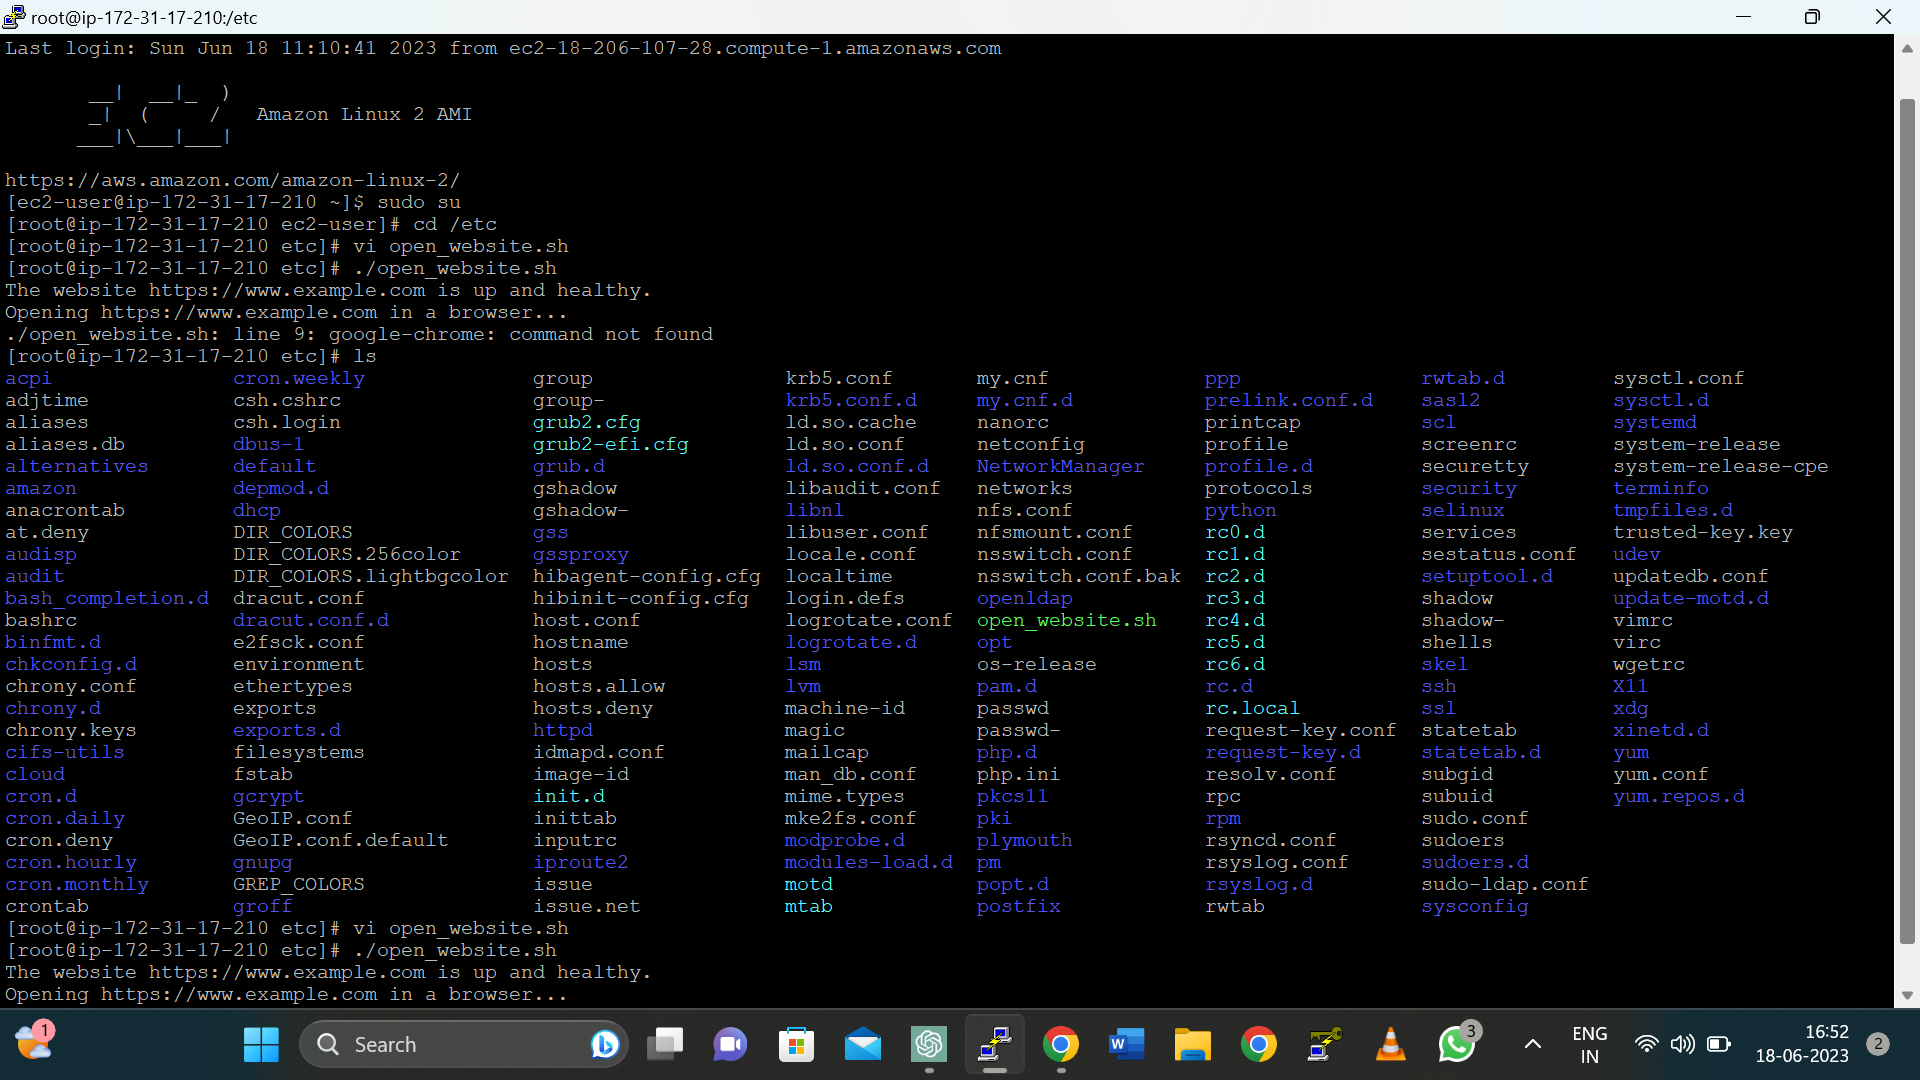 root@ip-172-31-17-210:/etc
Last login: Sun Jun 18 11:10:41 2023 from ec2-18-206-107-28.compute-1.amazonaws.com
__|  __|_  )
_|  (     /   Amazon Linux 2 AMI
___|\___|___|
https://aws.amazon.com/amazon-linux-2/
[ec2-user@ip-172-31-17-210 ~]$ sudo su
[root@ip-172-31-17-210 ec2-user]# cd /etc
[root@ip-172-31-17-210 etc]# vi open_website.sh
[root@ip-172-31-17-210 etc]# ./open_website.sh
The website https://www.example.com is up and healthy.
Opening https://www.example.com in a browser...
./open_website.sh: line 9: google-chrome: command not found
[root@ip-172-31-17-210 etc]# ls
acpi cron.weekly group krb5.conf my.cnf ppp rwtab.d sysctl.conf
adjtime csh.cshrc group- krb5.conf.d my.cnf.d prelink.conf.d sasl2 sysctl.d
aliases csh.login grub2.cfg ld.so.cache nanorc printcap scl systemd
aliases.db dbus-1 grub2-efi.cfg ld.so.conf netconfig profile screenrc system-release
alternatives default grub.d ld.so.conf.d NetworkManager profile.d securetty system-release-cpe
amazon depmod.d gshadow libaudit.conf networks protocols security terminfo
anacrontab dhcp gshadow- libnl nfs.conf python selinux tmpfiles.d
at.deny DIR_COLORS gss libuser.conf nfsmount.conf rc0.d services trusted-key.key
audisp DIR_COLORS.256color gssproxy locale.conf nsswitch.conf rc1.d sestatus.conf udev
audit DIR_COLORS.lightbgcolor hibagent-config.cfg localtime nsswitch.conf.bak rc2.d setuptool.d updatedb.conf
bash_completion.d dracut.conf hibinit-config.cfg login.defs openldap rc3.d shadow update-motd.d
bashrc dracut.conf.d host.conf logrotate.conf open_website.sh rc4.d shadow- vimrc
binfmt.d e2fsck.conf hostname logrotate.d opt rc5.d shells virc
chkconfig.d environment hosts lsm os-release rc6.d skel wgetrc
chrony.conf ethertypes hosts.allow lvm pam.d rc.d ssh X11
chrony.d exports hosts.deny machine-id passwd rc.local ssl xdg
chrony.keys exports.d httpd magic passwd- request-key.conf statetab xinetd.d
cifs-utils filesystems idmapd.conf mailcap php.d request-key.d statetab.d yum
cloud fstab image-id man_db.conf php.ini resolv.conf subgid yum.conf
cron.d gcrypt init.d mime.types pkcs11 rpc subuid yum.repos.d
cron.daily GeoIP.conf inittab mke2fs.conf pki rpm sudo.conf
cron.deny GeoIP.conf.default inputrc modprobe.d plymouth rsyncd.conf sudoers
cron.hourly gnupg iproute2 modules-load.d pm rsyslog.conf sudoers.d
cron.monthly GREP_COLORS issue motd popt.d rsyslog.d sudo-ldap.conf
crontab groff issue.net mtab postfix rwtab sysconfig
[root@ip-172-31-17-210 etc]# vi open_website.sh
[root@ip-172-31-17-210 etc]# ./open_website.sh
The website https://www.example.com is up and healthy.
Opening https://www.example.com in a browser...
1
Search
W
3
ENG
IN
16:52
18-06-2023
2